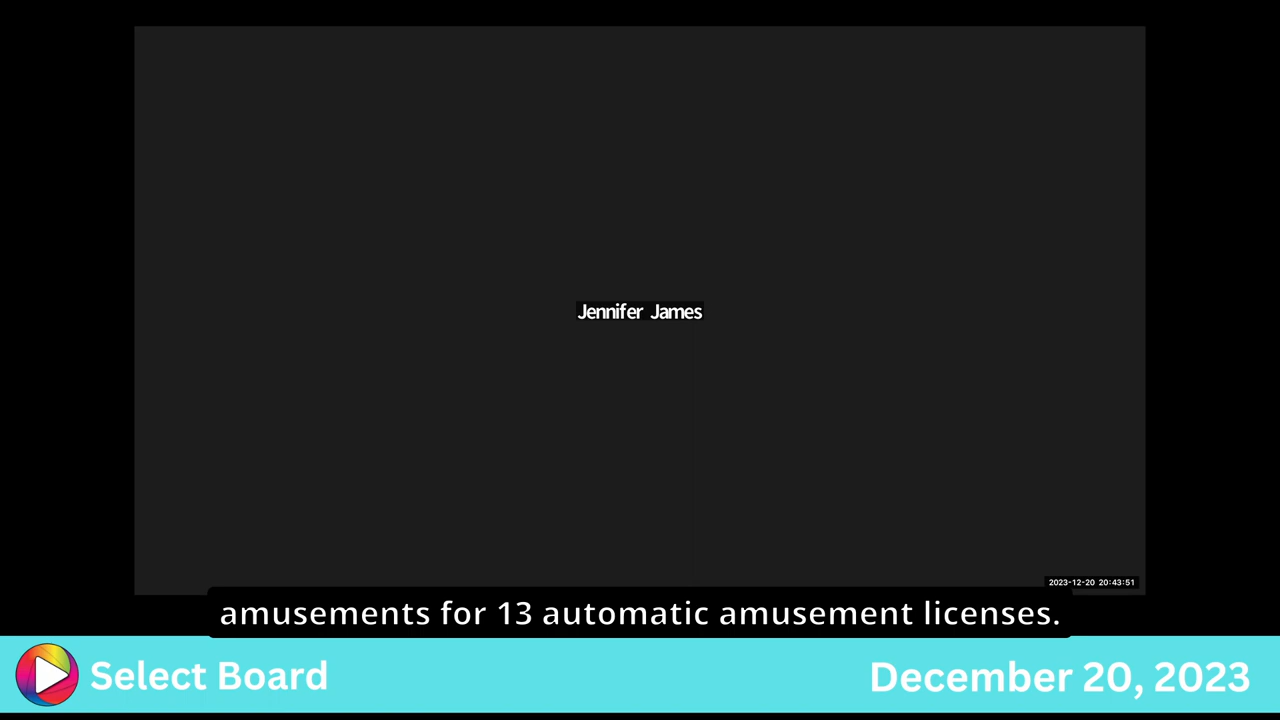 Jennifer James
2023-12-20 20:43:51
amusements for 13 automatic amusement licenses.
Select Board
December 20, 2023